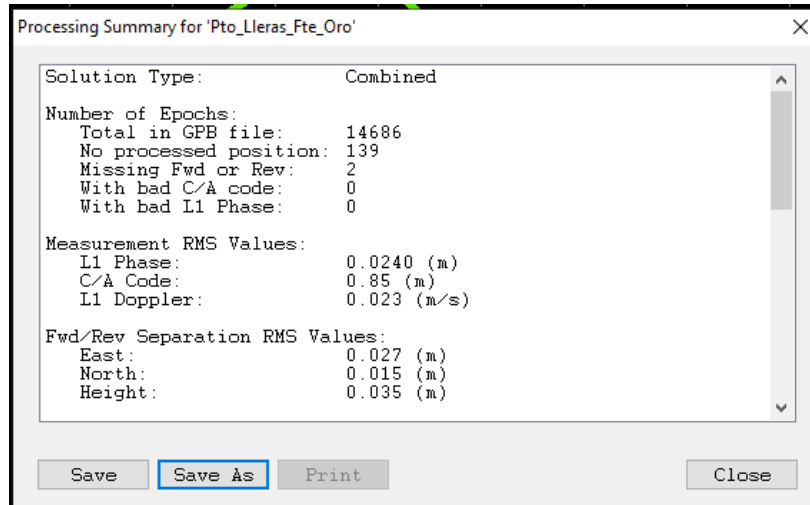 Processing Summary for 'Pto_Lleras_Fte_Oro'
Solution Type: Combined
Number of Epochs:
Total in GPB file: 14686
No processed position: 139
Missing Fwd or Rev: 2
With bad C/A code: 0
With bad L1 Phase: 0
Measurement RMS Values:
L1 Phase: 0.0240 (m)
C/A Code: 0.85 (m)
L1 Doppler: 0.023 (m/s)
Fwd/Rev Separation RMS Values:
East: 0.027 (m)
North: 0.015 (m)
Height: 0.035 (m)
Save Save As Print Close